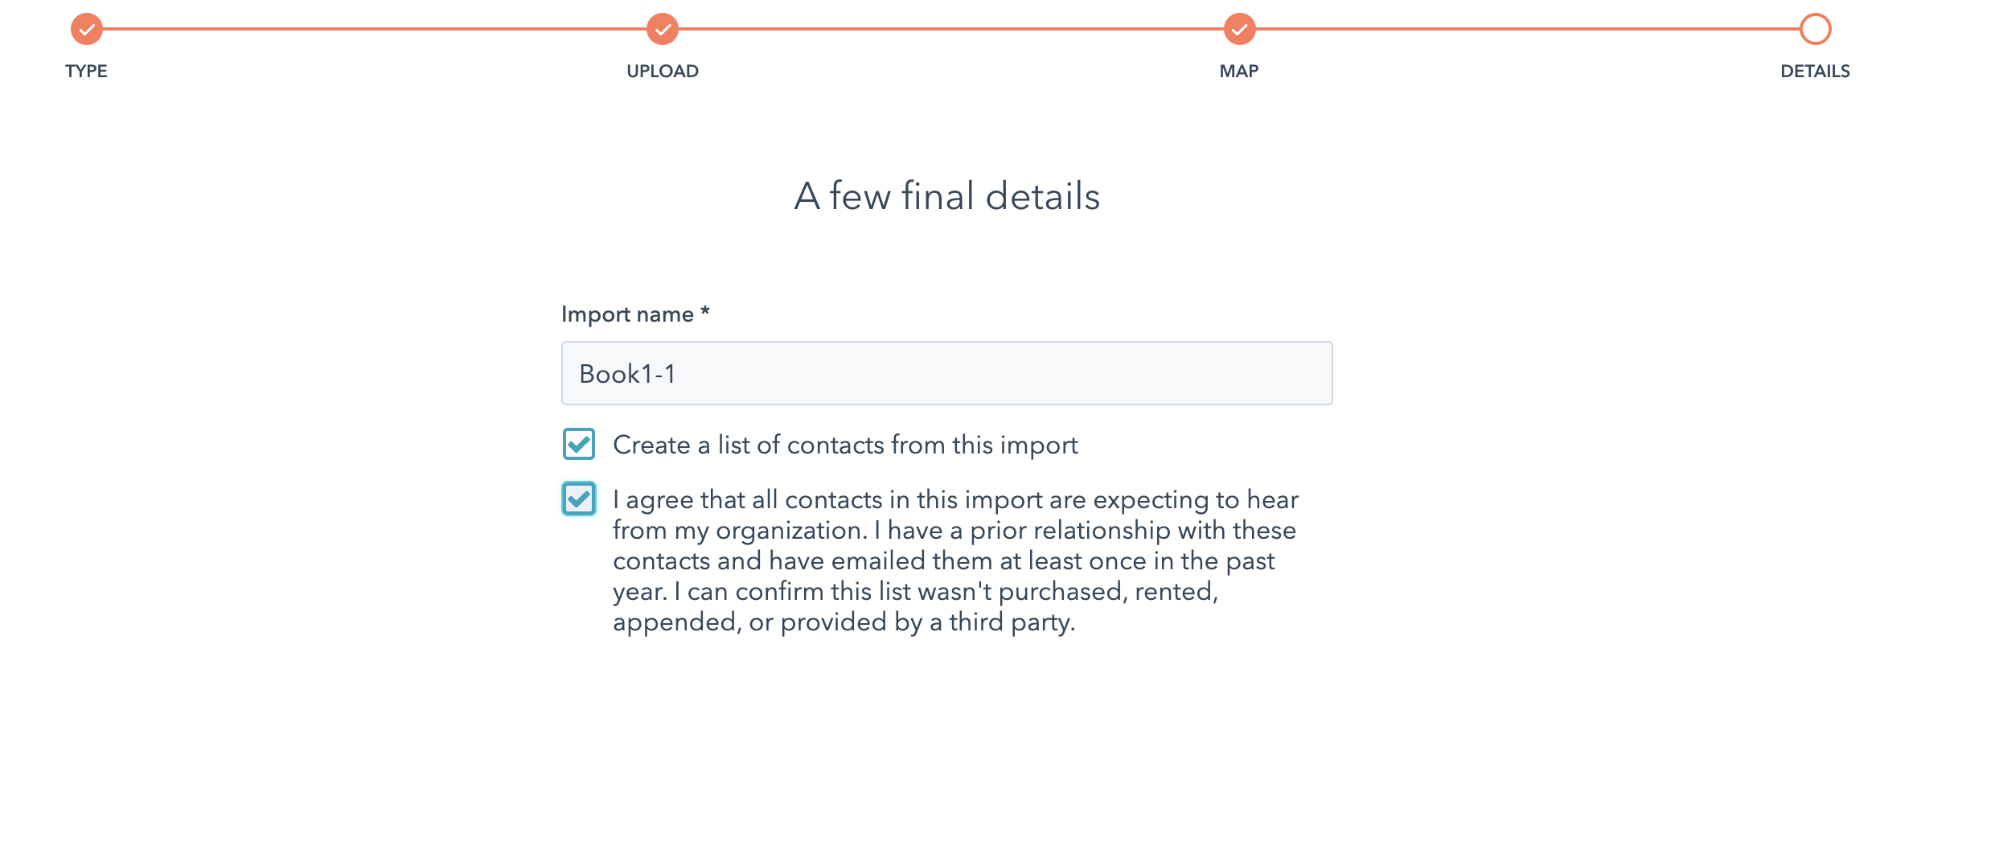 TYPE
UPLOAD
MAP
DETAILS
A few final details
Import name *
Book1-1
Create a list of contacts from this import
I agree that all contacts in this import are expecting to hear
from my organization. I have a prior relationship with these
contacts and have emailed them at least once in the past
year. I can confirm this list wasn't purchased, rented,
appended, or provided by a third party.